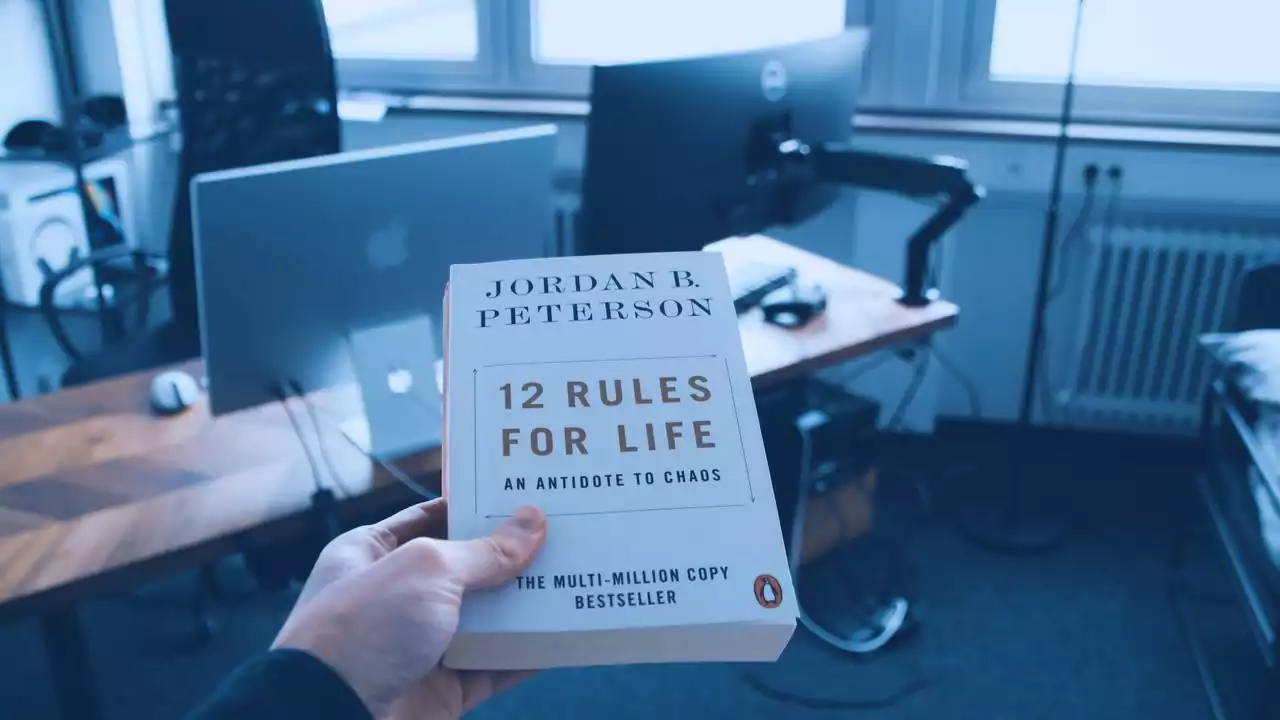 JORDAN B.
PETERSON
12 RULES
FOR LIFE
AN ANTIDOTE TO CHAOS
THE MULTI-MILLION COPY
BESTSELLER